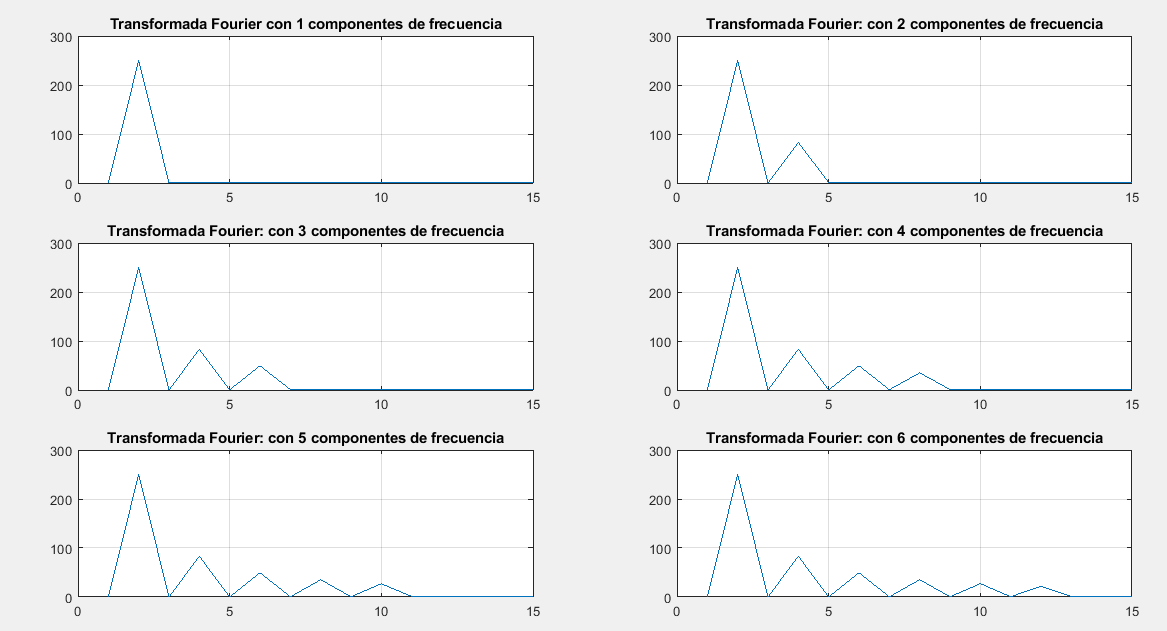 Transformada Fourier con 1 componentes de frecuencia
300
200
100
0
0 5 10 15
Transformada Fourier: con 2 componentes de frecuencia
300
200
100
0
0 5 10 15
Transformada Fourier: con 3 componentes de frecuencia
300
200
100
0
0 5 10 15
Transformada Fourier: con 4 componentes de frecuencia
300
200
100
0
0 5 10 15
Transformada Fourier: con 5 componentes de frecuencia
300
200
100
0
0 5 10 15
Transformada Fourier: con 6 componentes de frecuencia
300
200
100
0
0 5 10 15